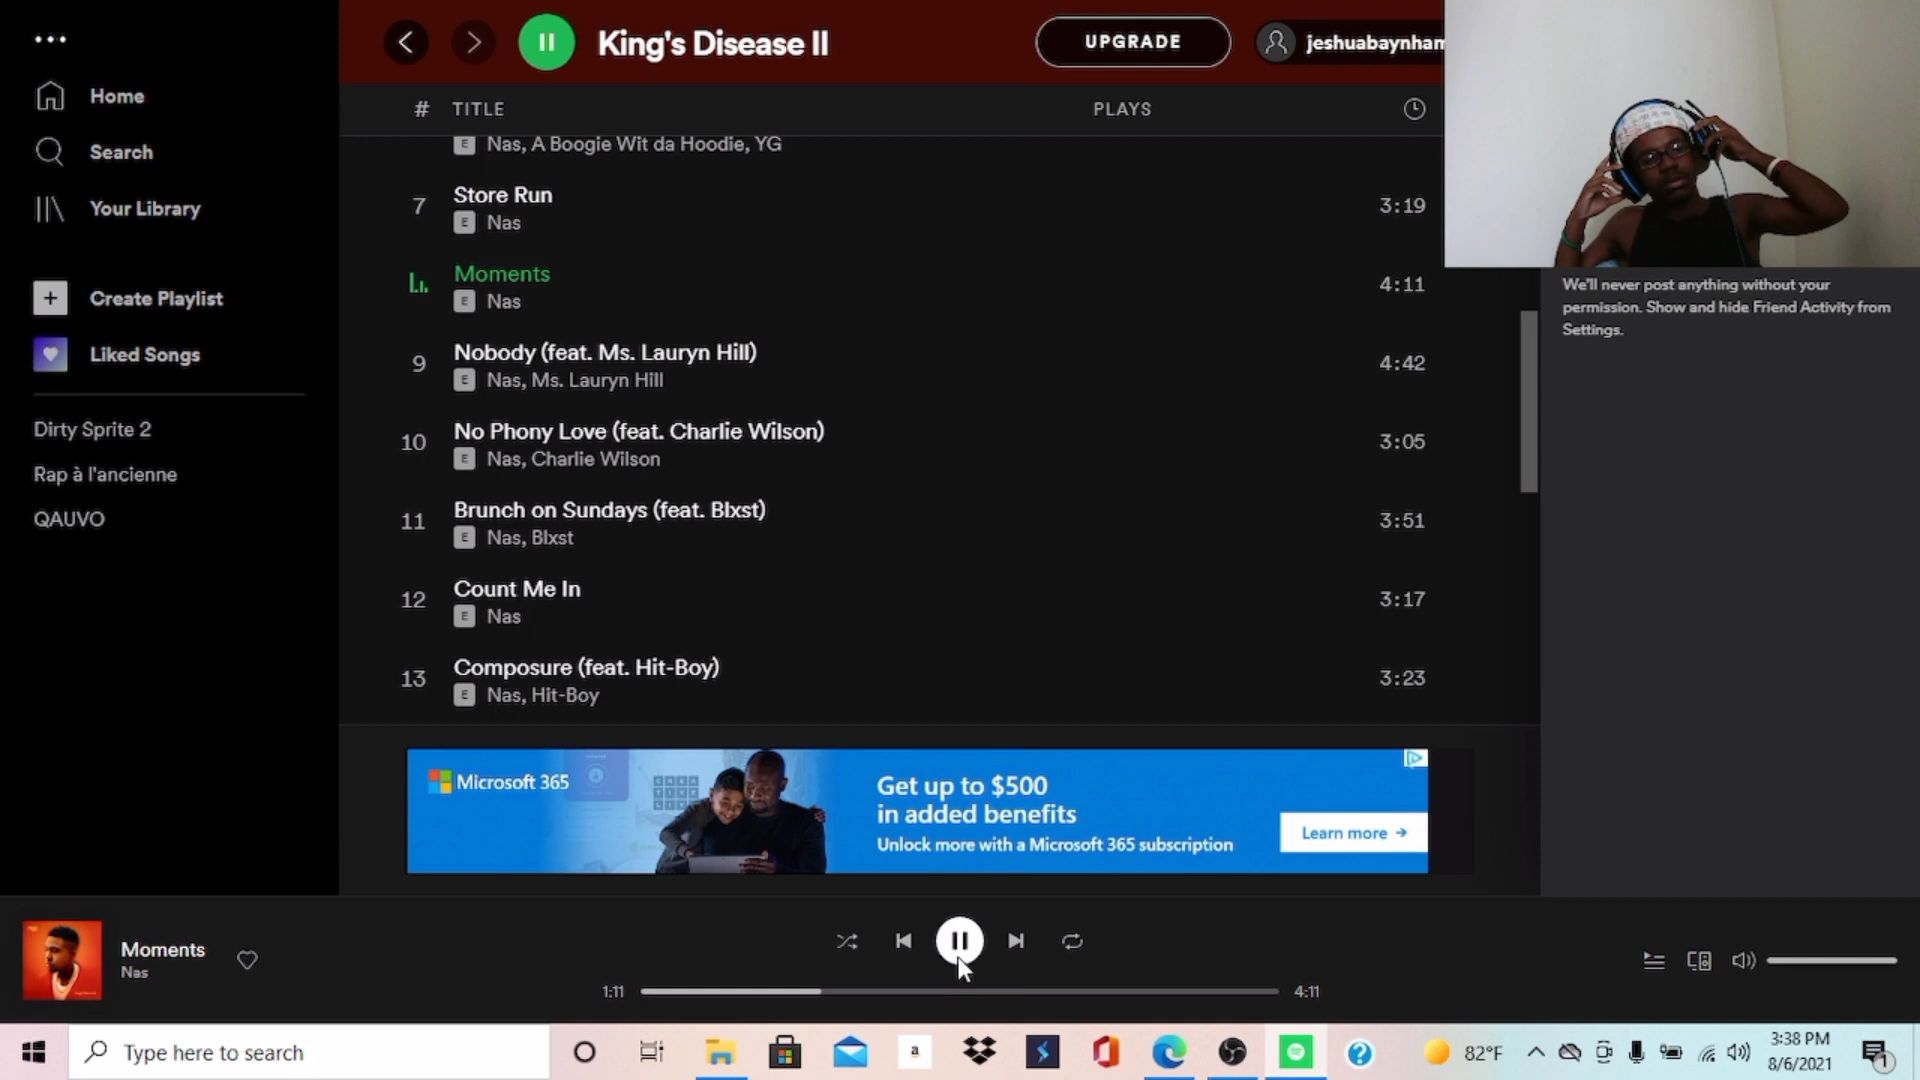 King's Disease II
UPGRADE
jeshuabaynham
Home
Search
Your Library
Create Playlist
Liked Songs
Dirty Sprite 2
Rap à l'ancienne
QAUVO
# TITLE PLAYS
E Nas, A Boogie Wit da Hoodie, YG
7 Store Run 3:19
E Nas
Moments 4:11
E Nas
9 Nobody (feat. Ms. Lauryn Hill) 4:42
E Nas, Ms. Lauryn Hill
10 No Phony Love (feat. Charlie Wilson) 3:05
E Nas, Charlie Wilson
11 Brunch on Sundays (feat. Blxst) 3:51
E Nas, Blxst
12 Count Me In 3:17
E Nas
13 Composure (feat. Hit-Boy) 3:23
E Nas, Hit-Boy
We'll never post anything without your
permission. Show and hide Friend Activity from
Settings.
Microsoft 365
Get up to $500
in added benefits
Unlock more with a Microsoft 365 subscription
Learn more →
Moments
Nas
1:11
4:11
Type here to search
a
82°F
3:38 PM
8/6/2021
1